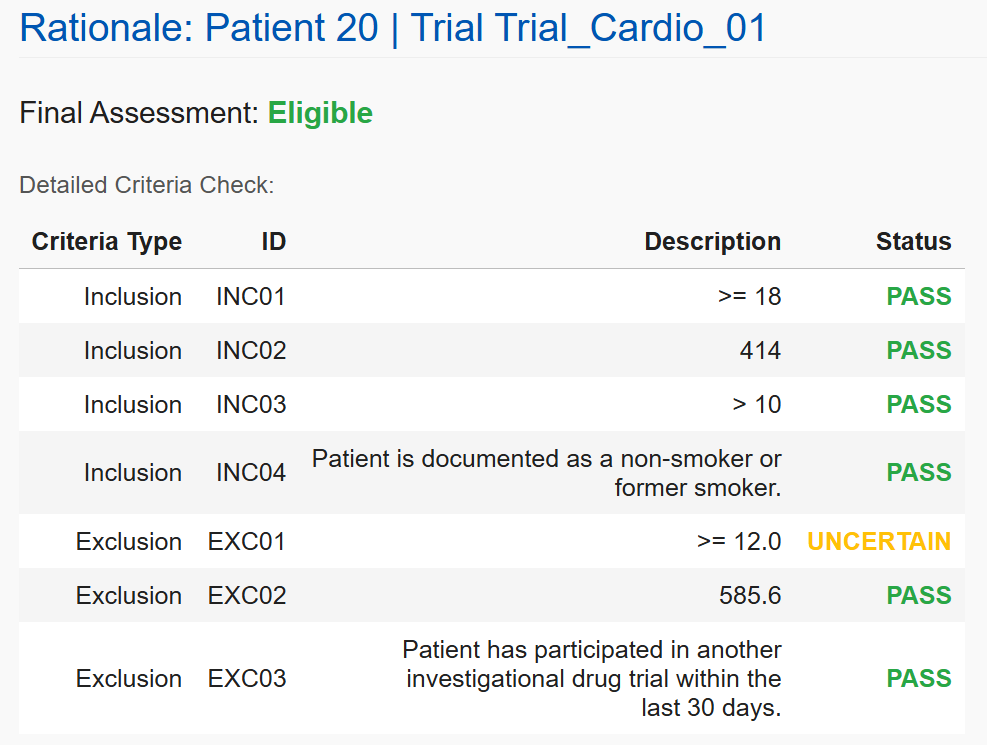 Rationale: Patient 20 | Trial Trial_Cardio_01
Final Assessment: Eligible
Detailed Criteria Check:
Criteria Type ID Description Status
Inclusion INC01 >= 18 PASS
Inclusion INC02 414 PASS
Inclusion INC03 > 10 PASS
Inclusion INC04 Patient is documented as a non-smoker or
former smoker. PASS
Exclusion EXC01 >= 12.0 UNCERTAIN
Exclusion EXC02 585.6 PASS
Exclusion EXC03 Patient has participated in another
investigational drug trial within the
last 30 days. PASS